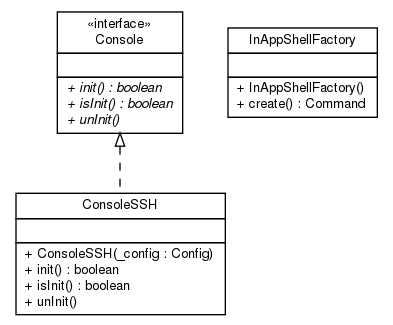 «interface»
Console
+ init() : boolean
+ isInit() : boolean
+ unInit()
InAppShellFactory
+ InAppShellFactory()
+ create() : Command
ConsoleSSH
+ ConsoleSSH(_config : Config)
+ init() : boolean
+ isInit() : boolean
+ unInit()